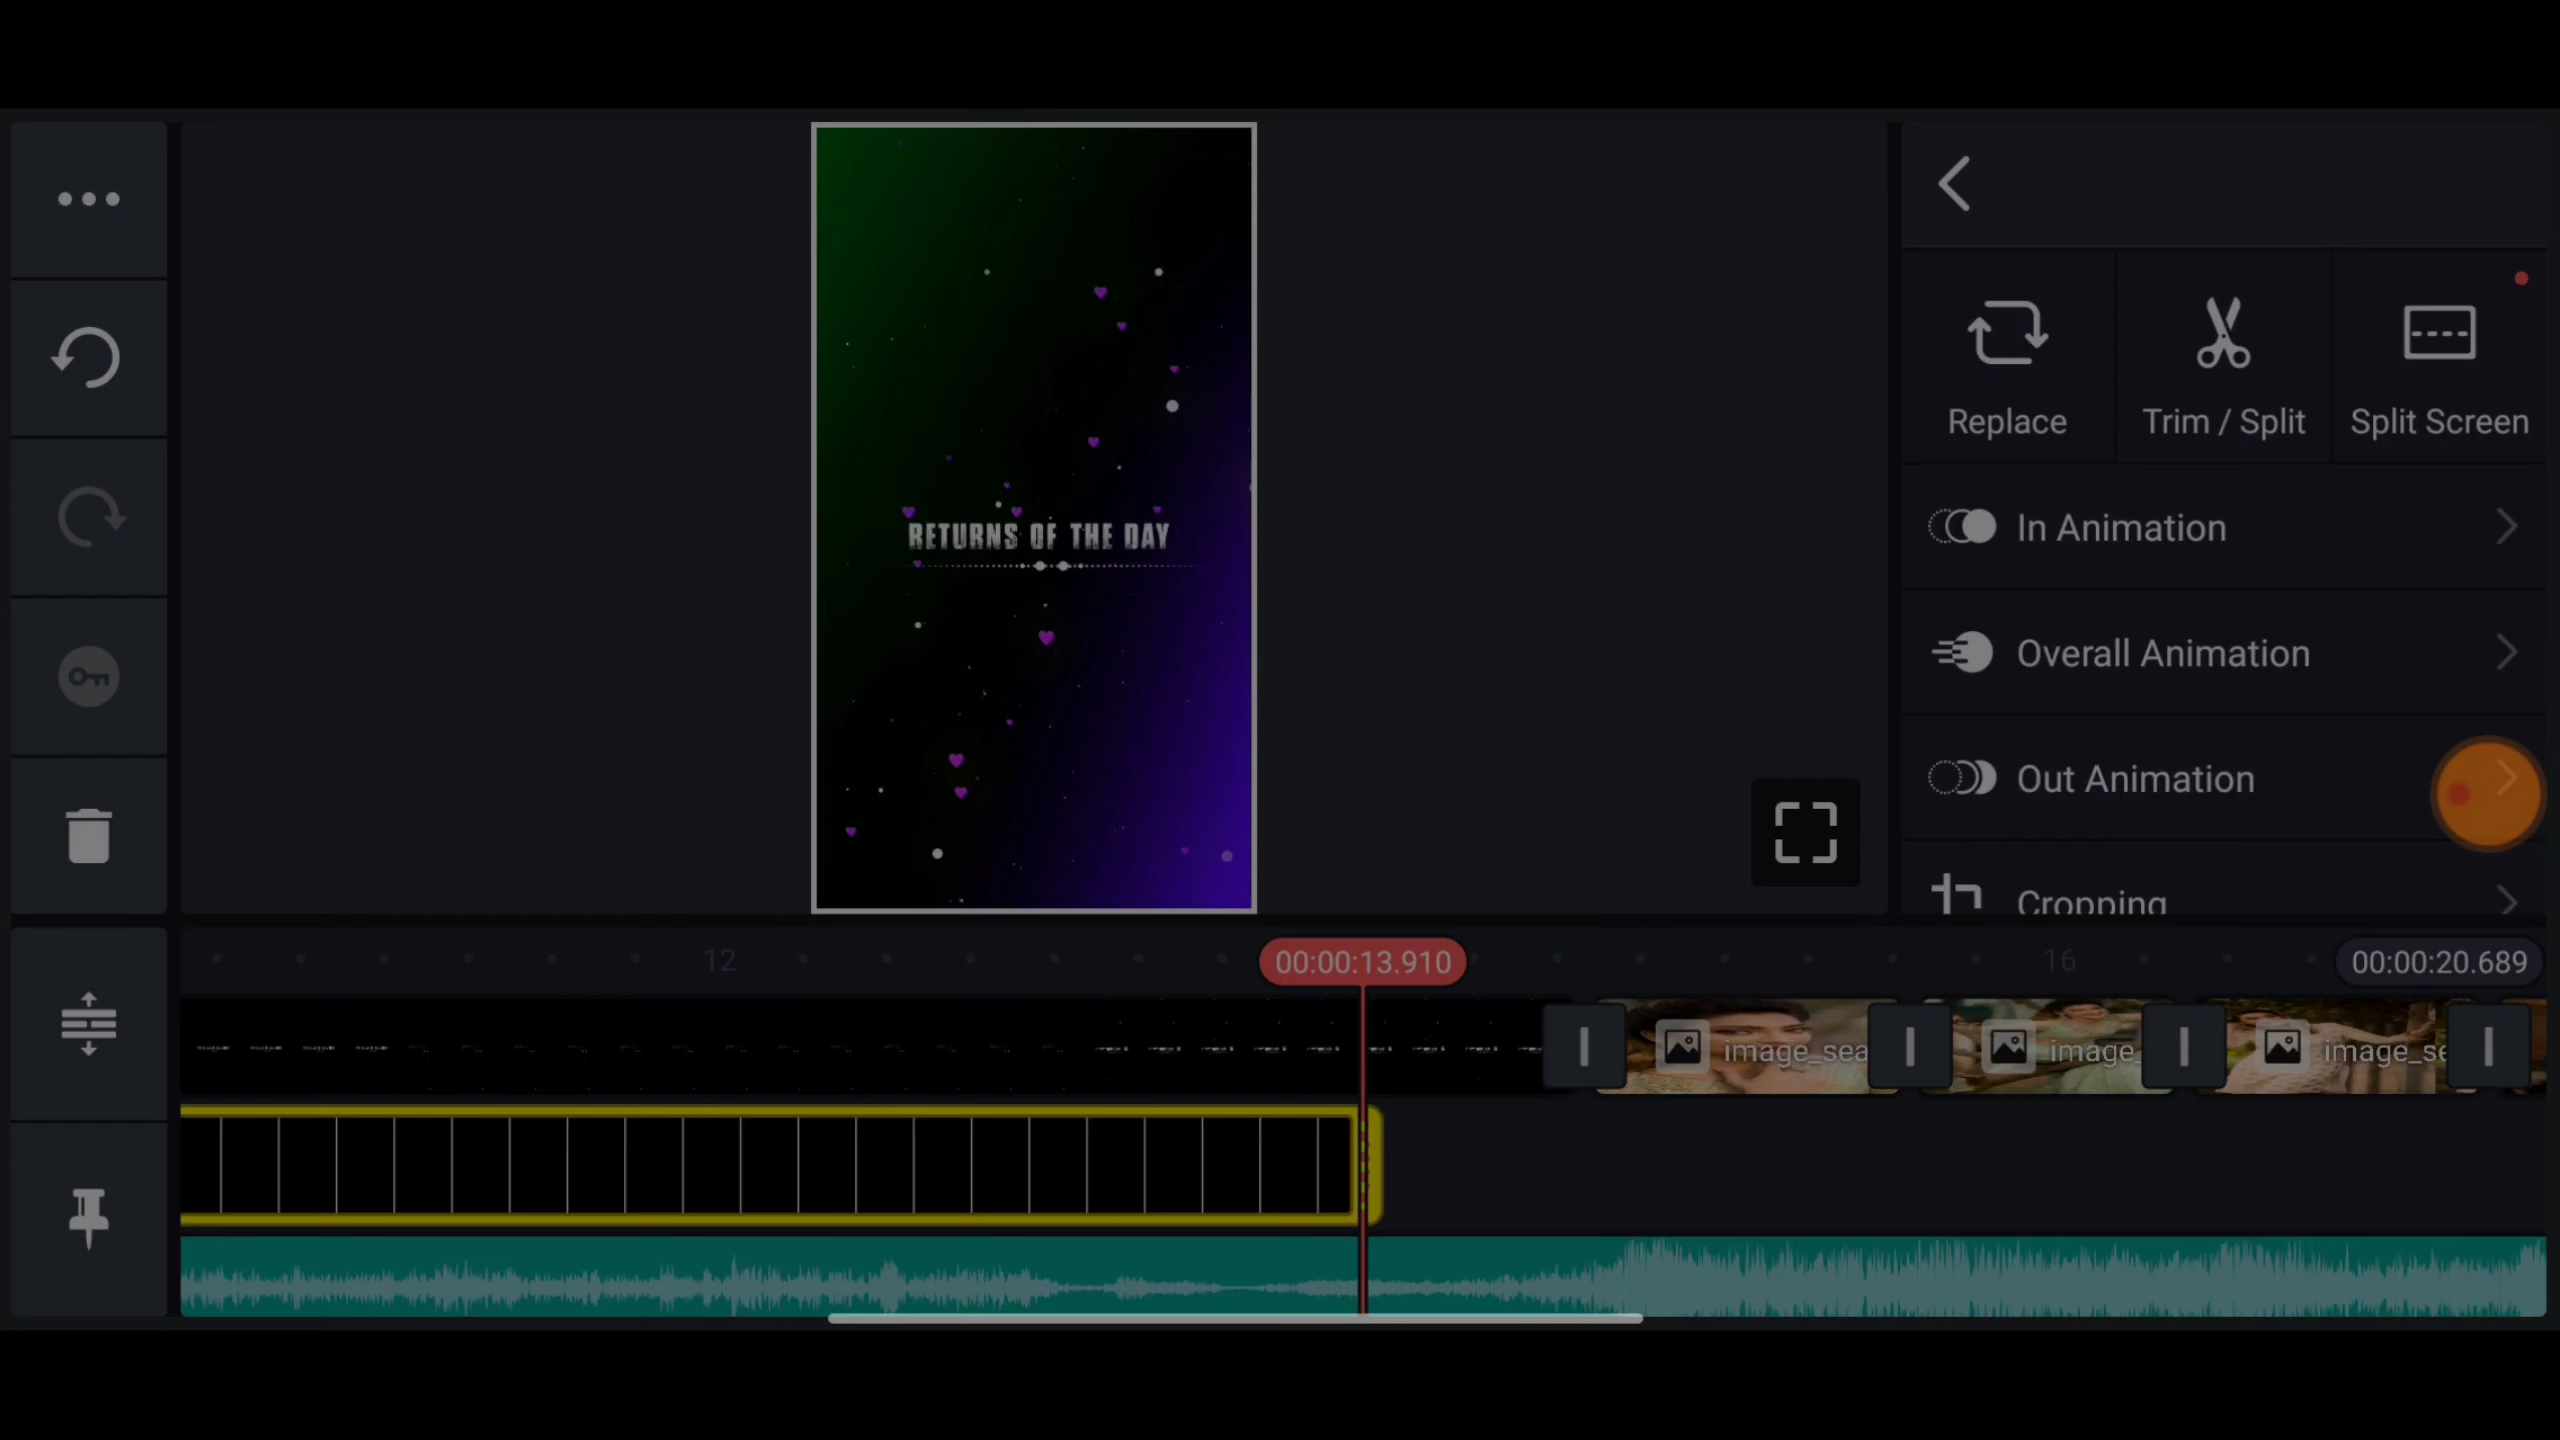 RETURNS OF THE DAY
Replace
Trim / Split
Split Screen
In Animation
Overall Animation
Out Animation
Cropping
12
00:00:13.910
16
00:00:20.689
image_sea
image_
image_se